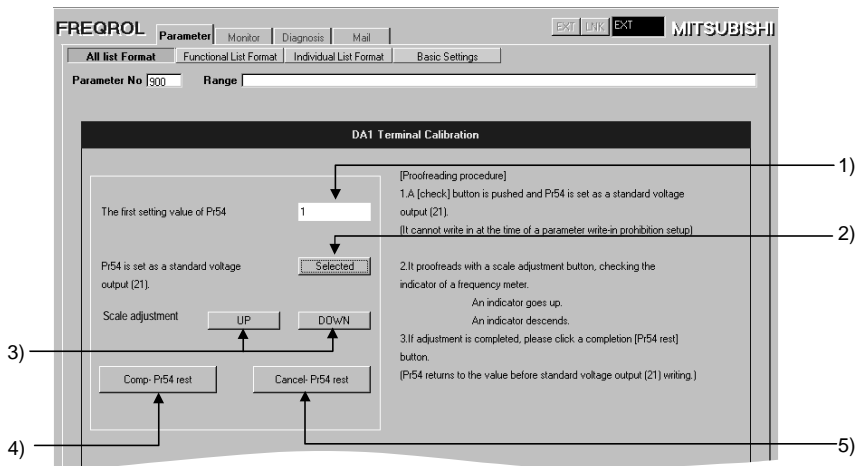 FREQROL Parameter Monitor Diagnosis Mail EXT LNK EXT MITSUBISHI
All list Format Functional List Format Individual List Format Basic Settings
Parameter No 900 Range
DA1 Terminal Calibration
The first setting value of Pr54 1
Pr54 is set as a standard voltage Selected
output (21).
Scale adjustment UP DOWN
Comp- Pr54 rest Cancel- Pr54 rest
[Proofreading procedure]
1.A [check] button is pushed and Pr54 is set as a standard voltage
output (21).
(It cannot write in at the time of a parameter write-in prohibition setup)
2.It proofreads with a scale adjustment button, checking the
indicator of a frequency meter.
An indicator goes up.
An indicator descends.
3.If adjustment is completed, please click a completion [Pr54 rest]
button.
(Pr54 returns to the value before standard voltage output (21) writing.)
1)
2)
3)
4)
5)